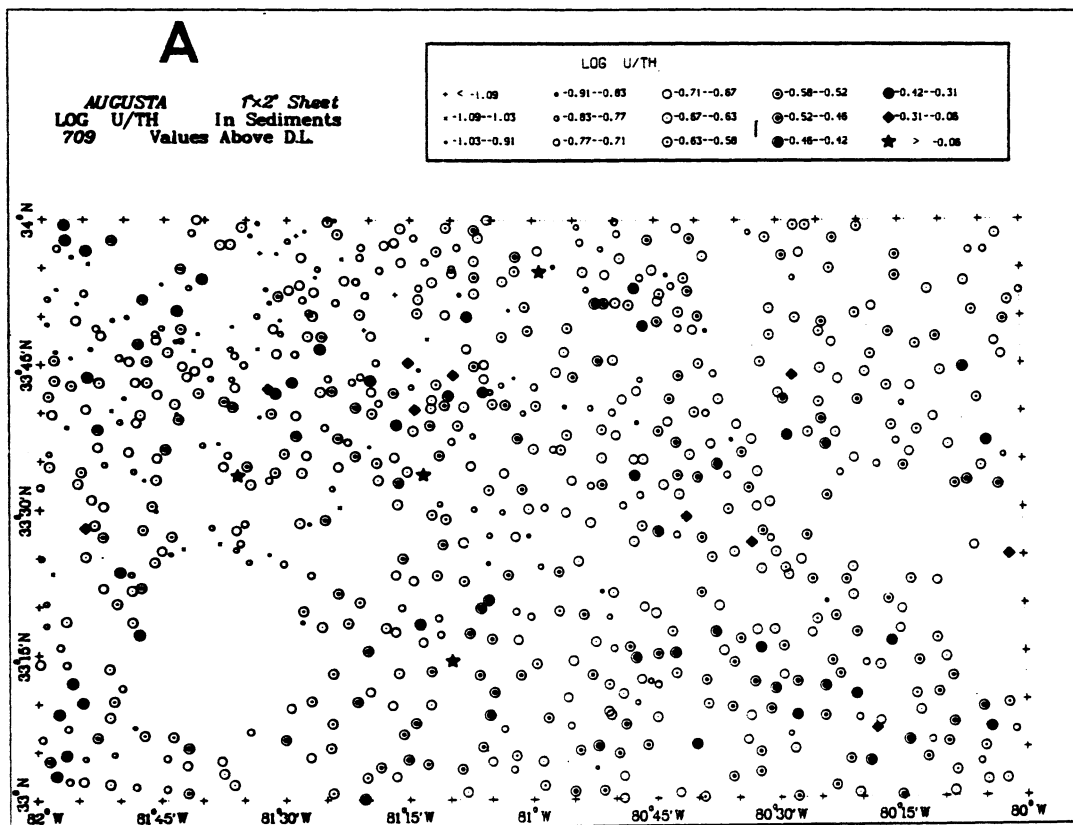 A
AUGUSTA 1°x2° Sheet
LOG U/TH In Sediments
709 Values Above D.L.
LOG U/TH
+ < -1.09 -0.91--0.83 -0.71--0.67 -0.58--0.52 -0.42--0.31
-1.09--1.03 -0.83--0.77 -0.67--0.63 -0.52--0.46 -0.31--0.06
-1.03--0.91 -0.77--0.71 -0.63--0.58 -0.46--0.42 ★ > -0.06
34°N
33°45'N
33°30'N
33°15'N
33°N
82°W 81°45'W 81°30'W 81°15'W 81°W 80°45'W 80°30'W 80°15'W 80°W